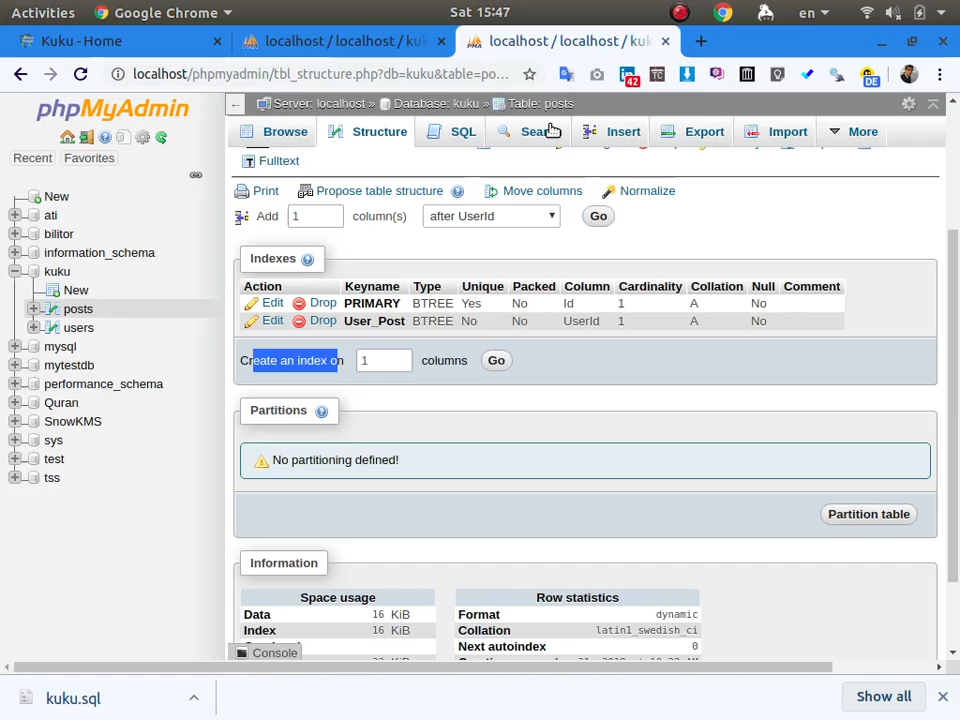 Activities Google Chrome Sat 15:47 en
Kuku - Home localhost / localhost / kuk localhost / localhost / kuk
localhost/phpmyadmin/tbl_structure.php?db=kuku&table=po... 42 TC DE
phpMyAdmin
Recent Favorites
New
ati
bilitor
information_schema
kuku
New
posts
users
mysql
mytestdb
performance_schema
Quran
SnowKMS
sys
test
tss
Server: localhost » Database: kuku » Table: posts
Browse Structure SQL Search Insert Export Import More
Fulltext
Print Propose table structure Move columns Normalize
Add 1 column(s) after UserId Go
Indexes
Action Keyname Type Unique Packed Column Cardinality Collation Null Comment
Edit Drop PRIMARY BTREE Yes No Id 1 A No
Edit Drop User_Post BTREE No No UserId 1 A No
Create an index on 1 columns Go
Partitions
No partitioning defined!
Partition table
Information
Space usage Row statistics
Data 16 KiB Format dynamic
Index 16 KiB Collation latin1_swedish_ci
Next autoindex 0
Console
kuku.sql Show all